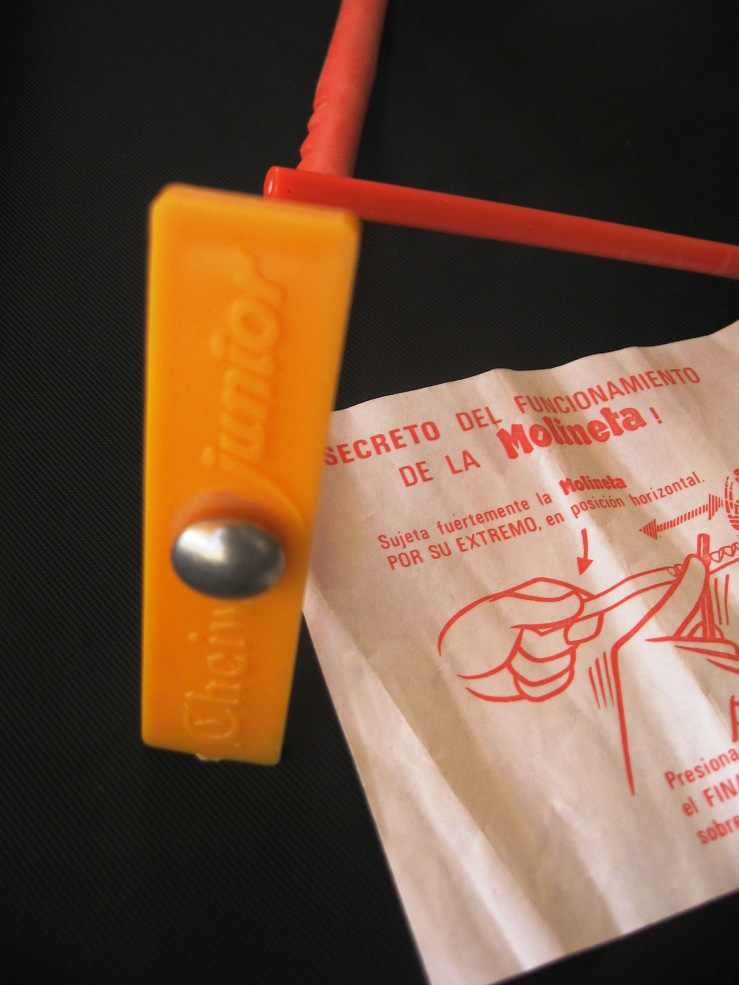 junior
SECRETO DEL FUNCIONAMIENTO
DE LA Molineta!
Molineta
Sujeta fuertemente la
POR SU EXTREMO, en posición horizontal.
Presiona
el
sobre